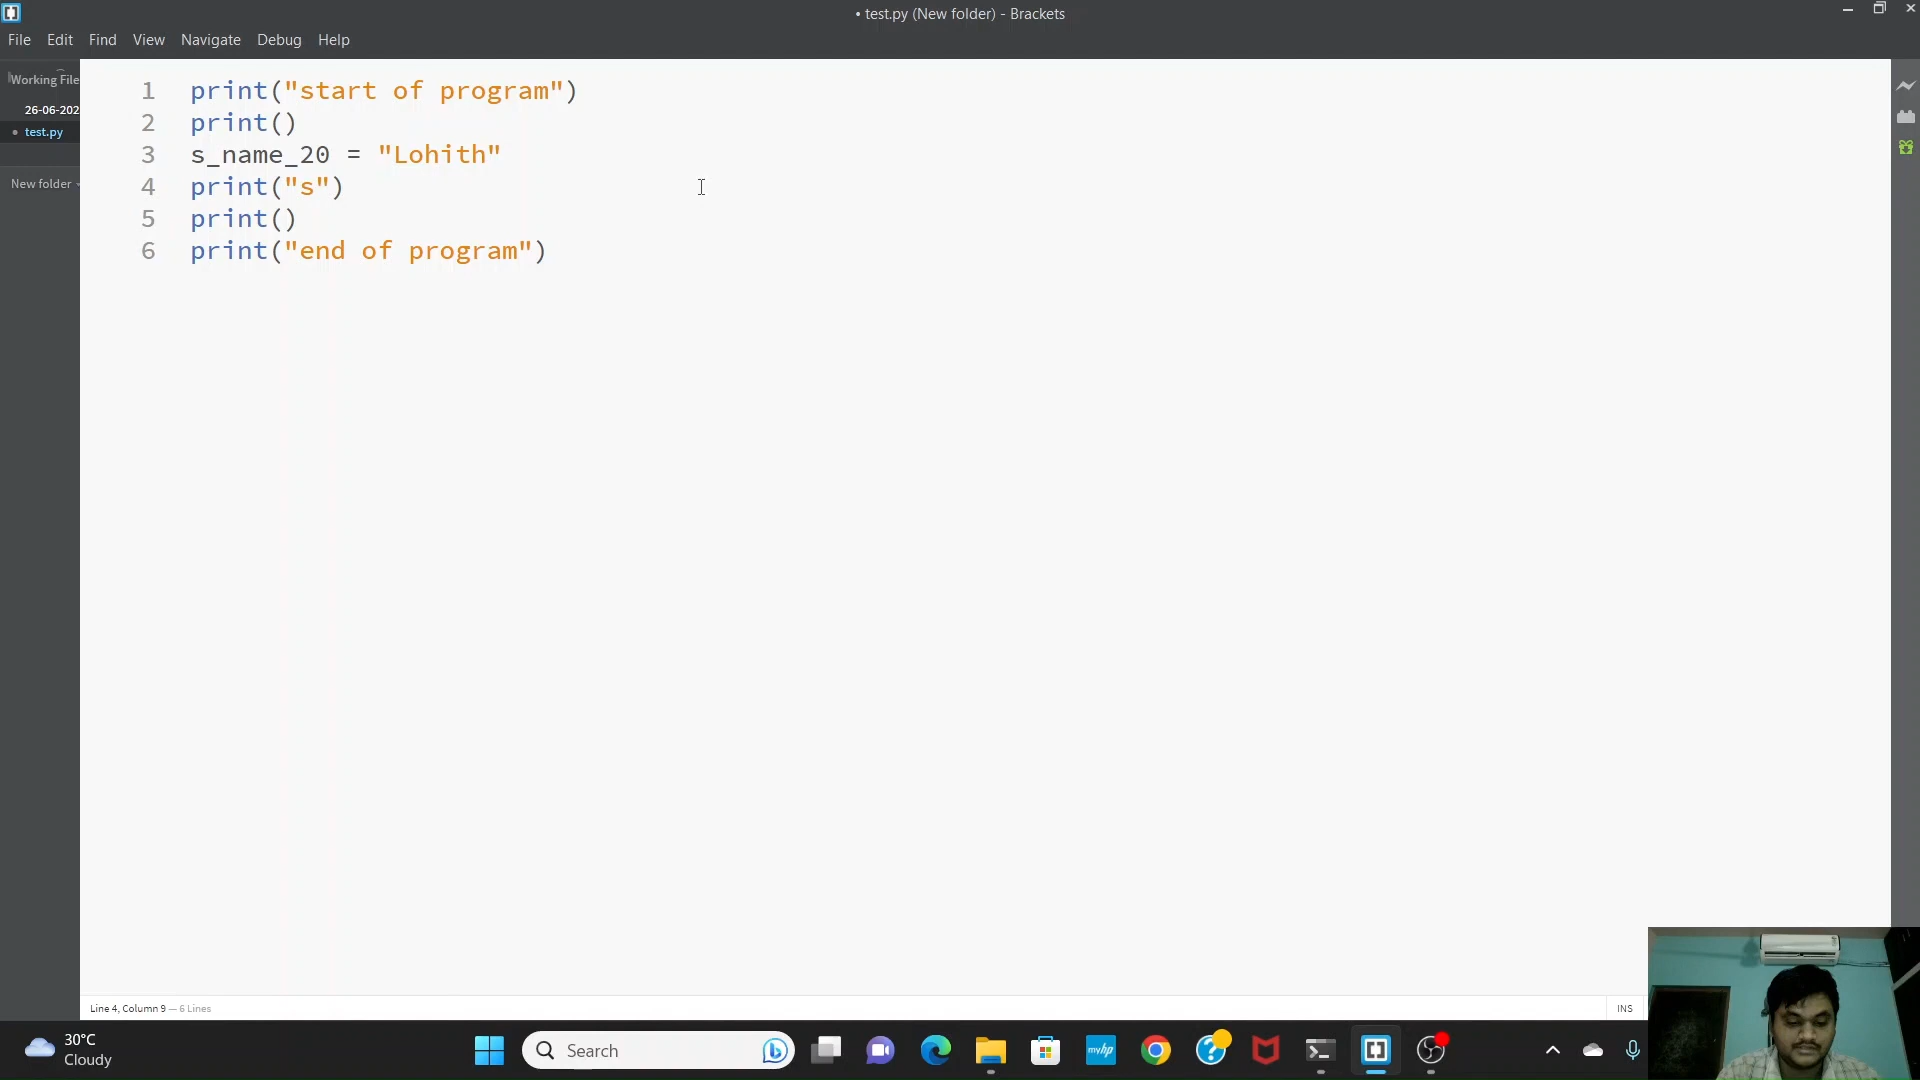 • test.py (New folder) - Brackets
File Edit Find View Navigate Debug Help
Working File
26-06-202
• test.py
New folder
1 print("start of program")
2 print()
3 s_name_20 = "Lohith"
4 print("s")
5 print()
6 print("end of program")
Line 4, Column 9 — 6 Lines
INS
30°C
Cloudy
Search
myhp